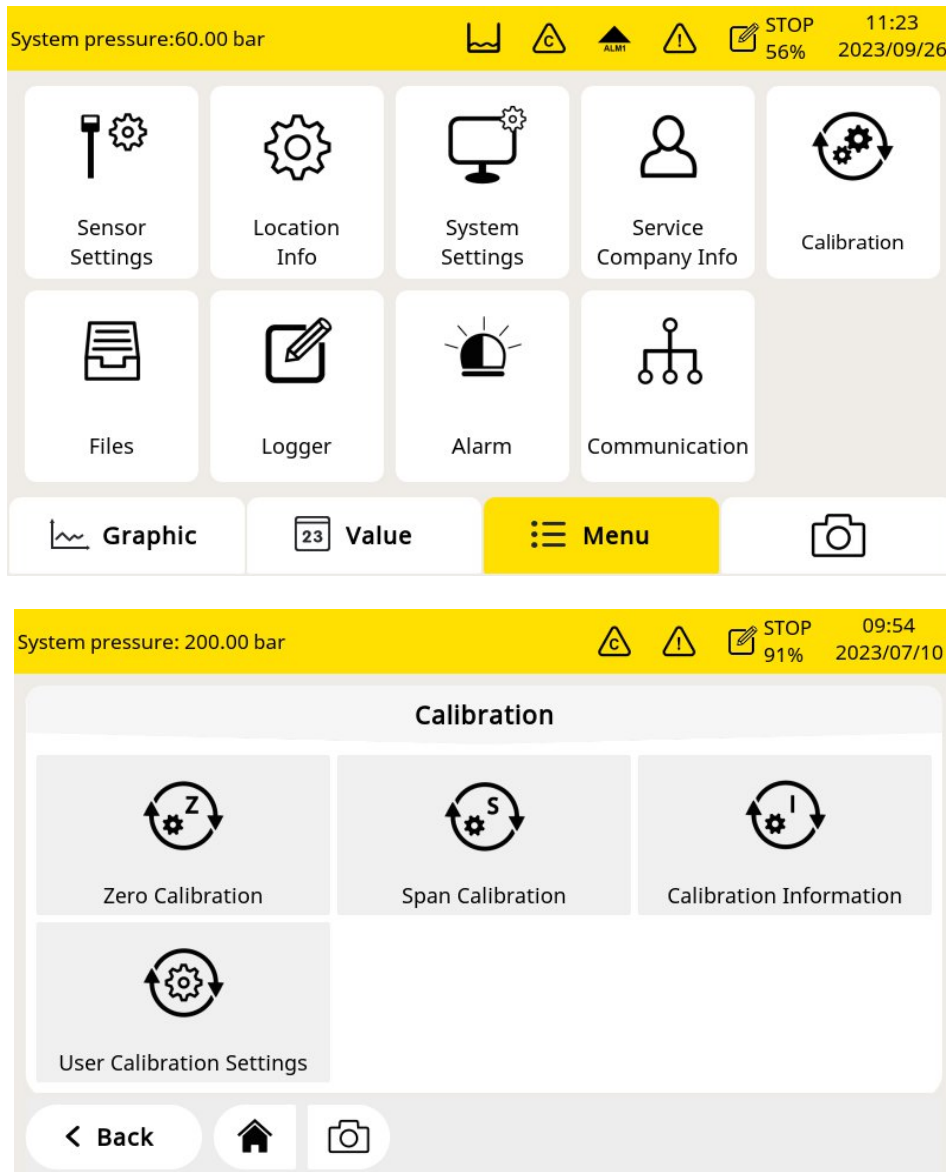 System pressure:60.00 bar
C
ALM1
!
STOP
56%
11:23
2023/09/26
Sensor
Settings
Location
Info
System
Settings
Service
Company Info
Calibration
Files
Logger
Alarm
Communication
Graphic
23
Value
Menu
System pressure: 200.00 bar
C
!
STOP
91%
09:54
2023/07/10
Calibration
Z
Zero Calibration
S
Span Calibration
I
Calibration Information
User Calibration Settings
Back